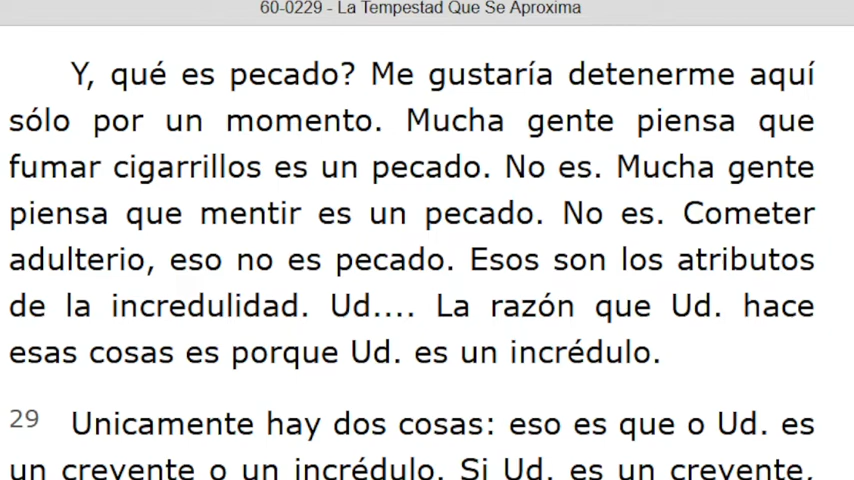 60-0229 - La Tempestad Que Se Aproxima
Y, qué es pecado? Me gustaría detenerme aquí
sólo por un momento. Mucha gente piensa que
fumar cigarrillos es un pecado. No es. Mucha gente
piensa que mentir es un pecado. No es. Cometer
adulterio, eso no es pecado. Esos son los atributos
de la incredulidad. Ud.... La razón que Ud. hace
esas cosas es porque Ud. es un incrédulo.
29 Unicamente hay dos cosas: eso es que o Ud. es
un creyente o un incrédulo. Si Ud. es un creyente,